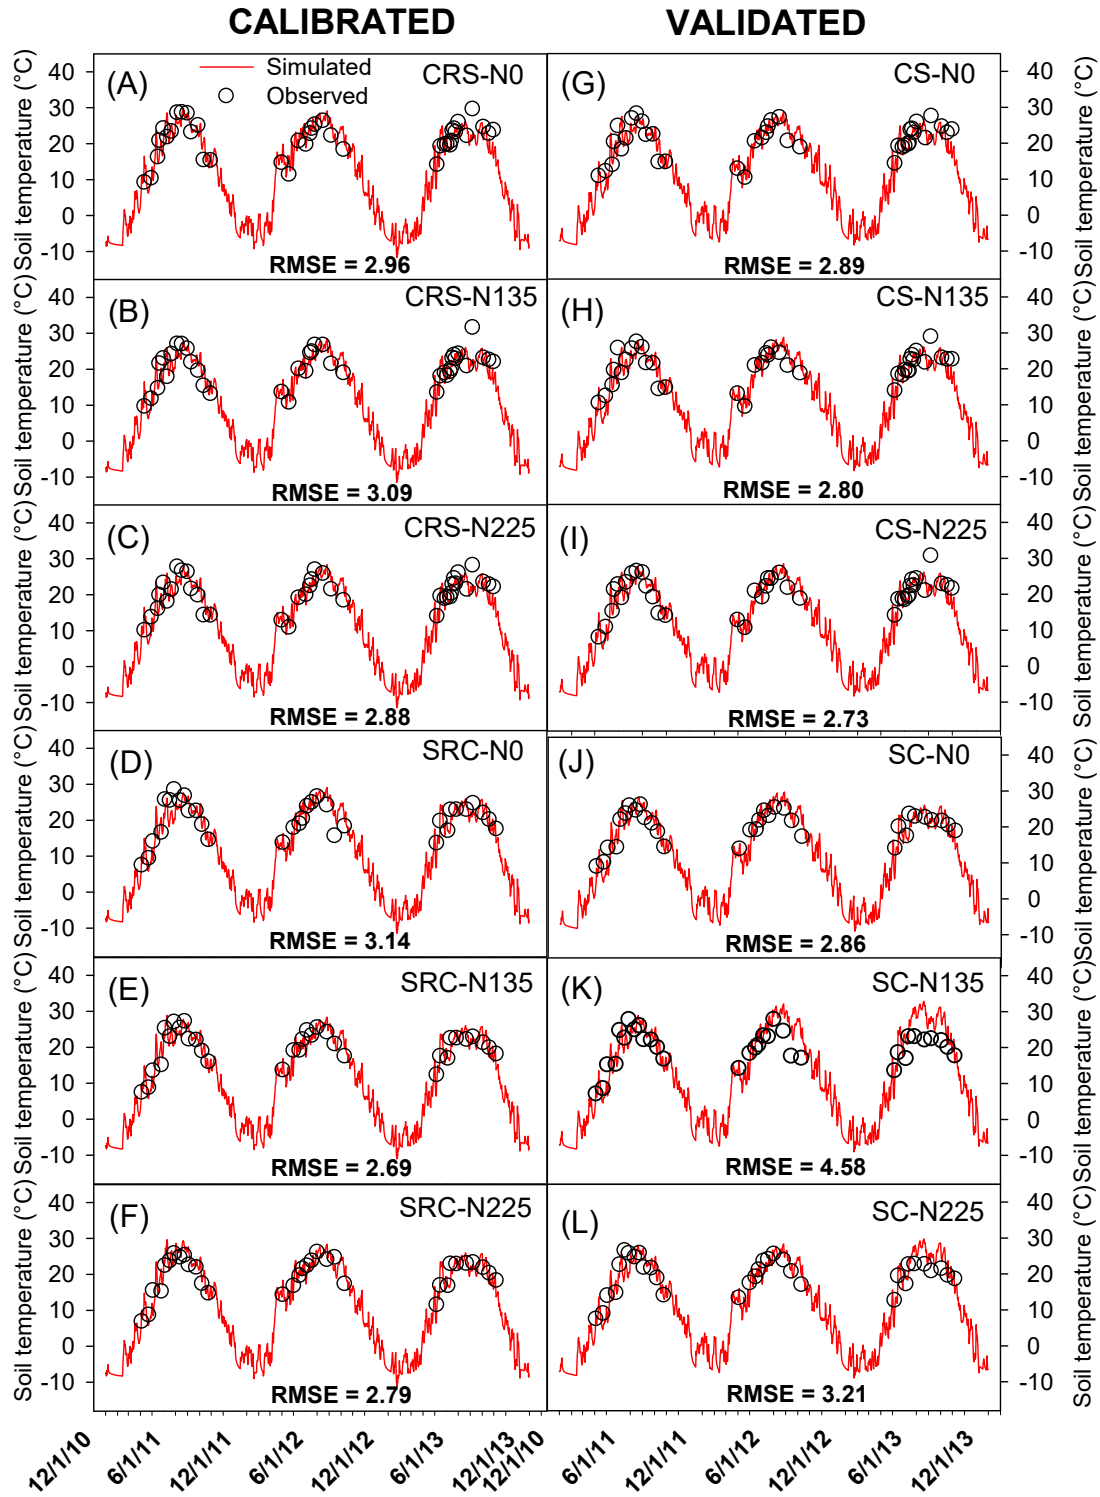 CALIBRATED
VALIDATED
Soil temperature (°C)
40
30
20
10
0
-10
(A)
Simulated
Observed
CRS-N0
RMSE = 2.96
(G)
CS-N0
RMSE = 2.89
40
30
20
10
0
-10
Soil temperature (°C)
Soil temperature (°C)
40
30
20
10
0
-10
(B)
CRS-N135
RMSE = 3.09
(H)
CS-N135
RMSE = 2.80
40
30
20
10
0
-10
Soil temperature (°C)
Soil temperature (°C)
40
30
20
10
0
-10
(C)
CRS-N225
RMSE = 2.88
(I)
CS-N225
RMSE = 2.73
40
30
20
10
0
-10
Soil temperature (°C)
Soil temperature (°C)
40
30
20
10
0
-10
(D)
SRC-N0
RMSE = 3.14
(J)
SC-N0
RMSE = 2.86
40
30
20
10
0
-10
Soil temperature (°C)
Soil temperature (°C)
40
30
20
10
0
-10
(E)
SRC-N135
RMSE = 2.69
(K)
SC-N135
RMSE = 4.58
40
30
20
10
0
-10
Soil temperature (°C)
Soil temperature (°C)
40
30
20
10
0
-10
(F)
SRC-N225
RMSE = 2.79
(L)
SC-N225
RMSE = 3.21
40
30
20
10
0
-10
Soil temperature (°C)
12/1/10
6/1/11
12/1/11
6/1/12
12/1/12
6/1/13
12/1/13
12/1/10
6/1/11
12/1/11
6/1/12
12/1/12
6/1/13
12/1/13